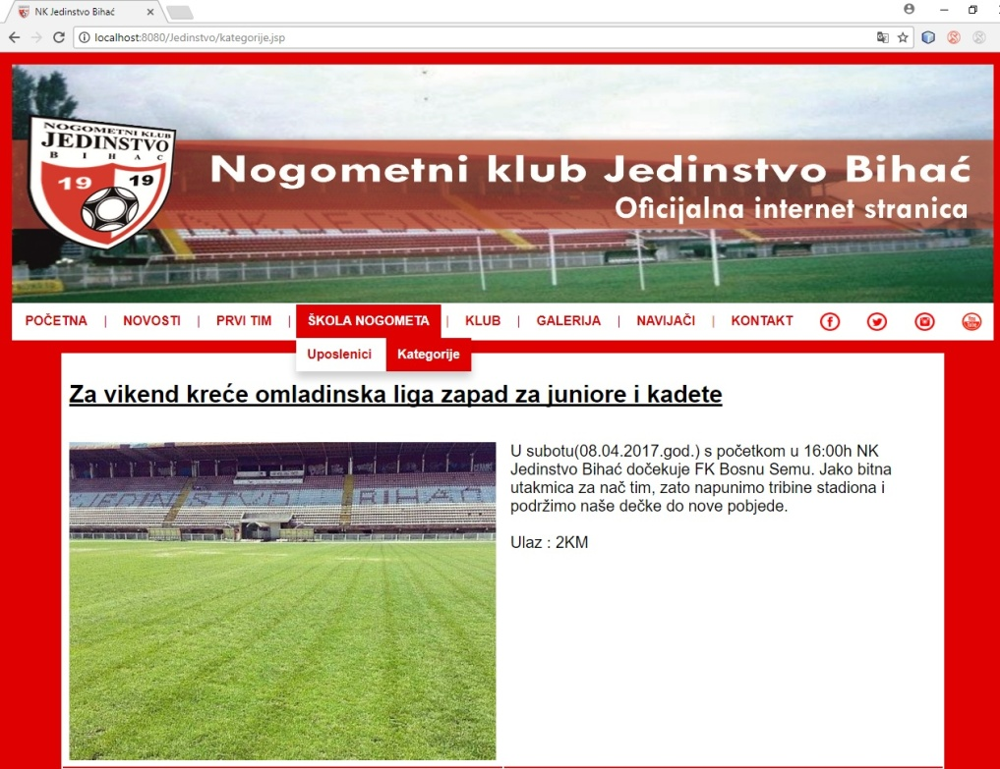 NK Jedinstvo Bihać
localhost:8080/Jedinstvo/kategorije.jsp
NOGOMETNI KLUB
JEDINSTVO
BIHAC
19 19
Nogometni klub Jedinstvo Bihać
Oficijalna internet stranica
POČETNA | NOVOSTI | PRVI TIM | ŠKOLA NOGOMETA | KLUB | GALERIJA | NAVIJAČI | KONTAKT
Uposlenici Kategorije
Za vikend kreće omladinska liga zapad za juniore i kadete
JEDINSTVO BIHAĆ
U subotu(08.04.2017.god.) s početkom u 16:00h NK
Jedinstvo Bihać dočekuje FK Bosnu Semu. Jako bitna
utakmica za nač tim, zato napunimo tribine stadiona i
podržimo naše dečke do nove pobjede.
Ulaz : 2KM